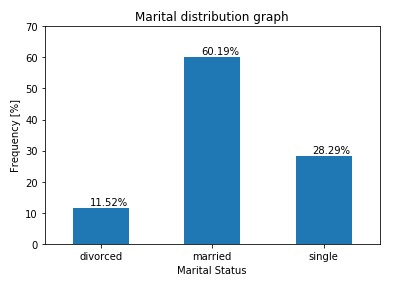 Marital distribution graph
70
60
50
40
30
20
10
0
Frequency [%]
11.52%
60.19%
28.29%
divorced
married
single
Marital Status